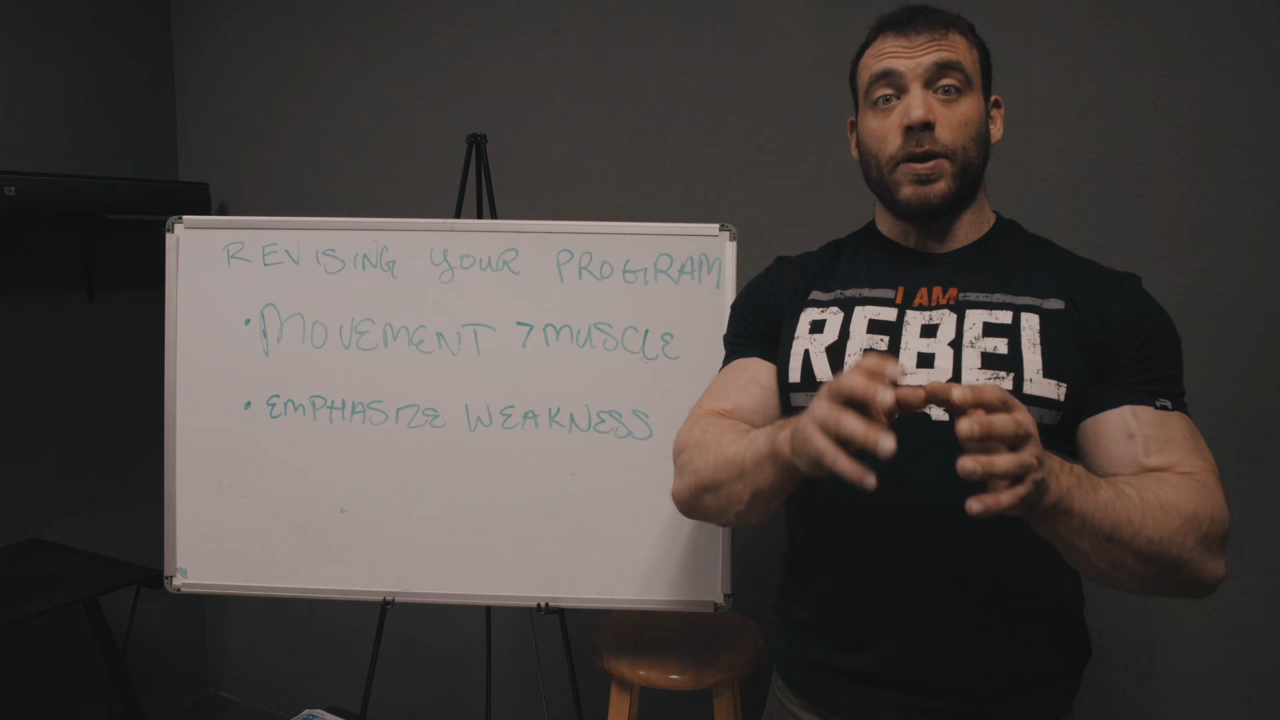 REVISING YOUR PROGRAM
• MOVEMENT > MUSCLE
• EMPHASIZE WEAKNESS
I AM
REBEL